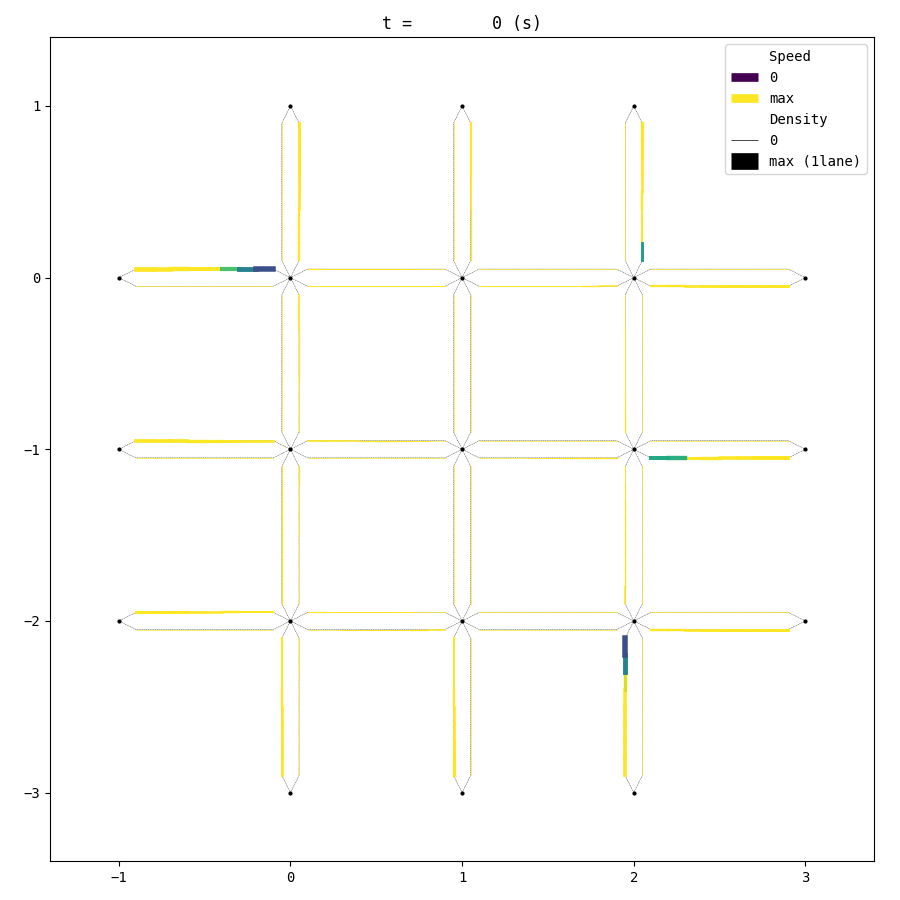 t =        0 (s)
Speed
0
max
Density
0
max (1lane)
1
0
−1
−2
−3
−1 0 1 2 3